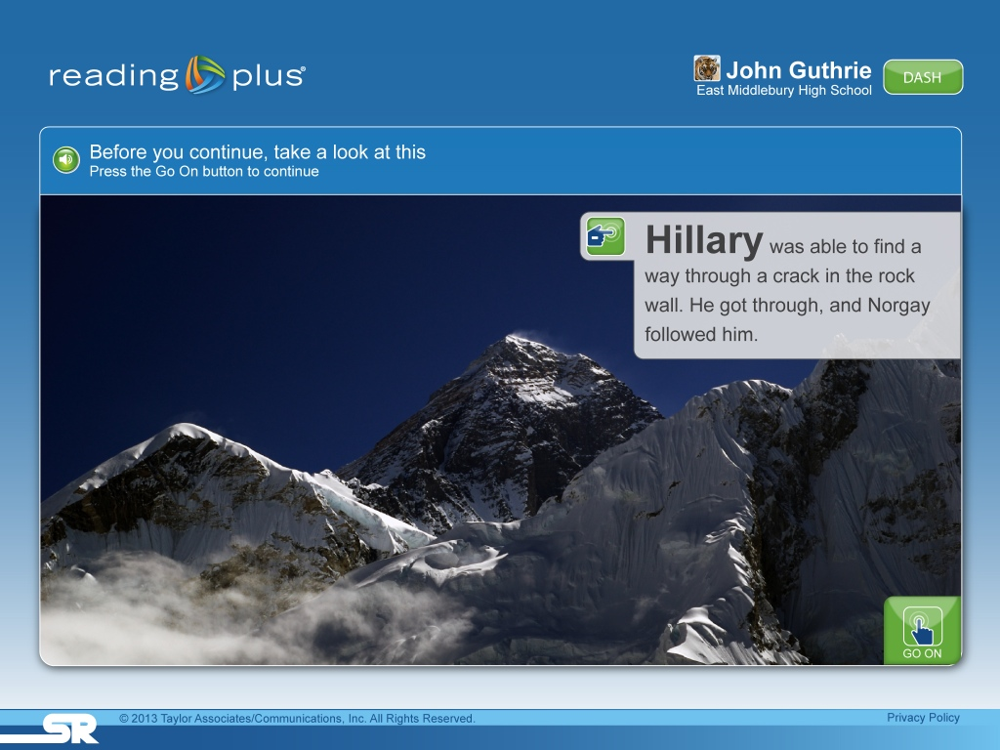 reading plus®
John Guthrie
East Middlebury High School
DASH
Before you continue, take a look at this
Press the Go On button to continue
Hillary was able to find a
way through a crack in the rock
wall. He got through, and Norgay
followed him.
GO ON
SR
© 2013 Taylor Associates/Communications, Inc. All Rights Reserved.
Privacy Policy